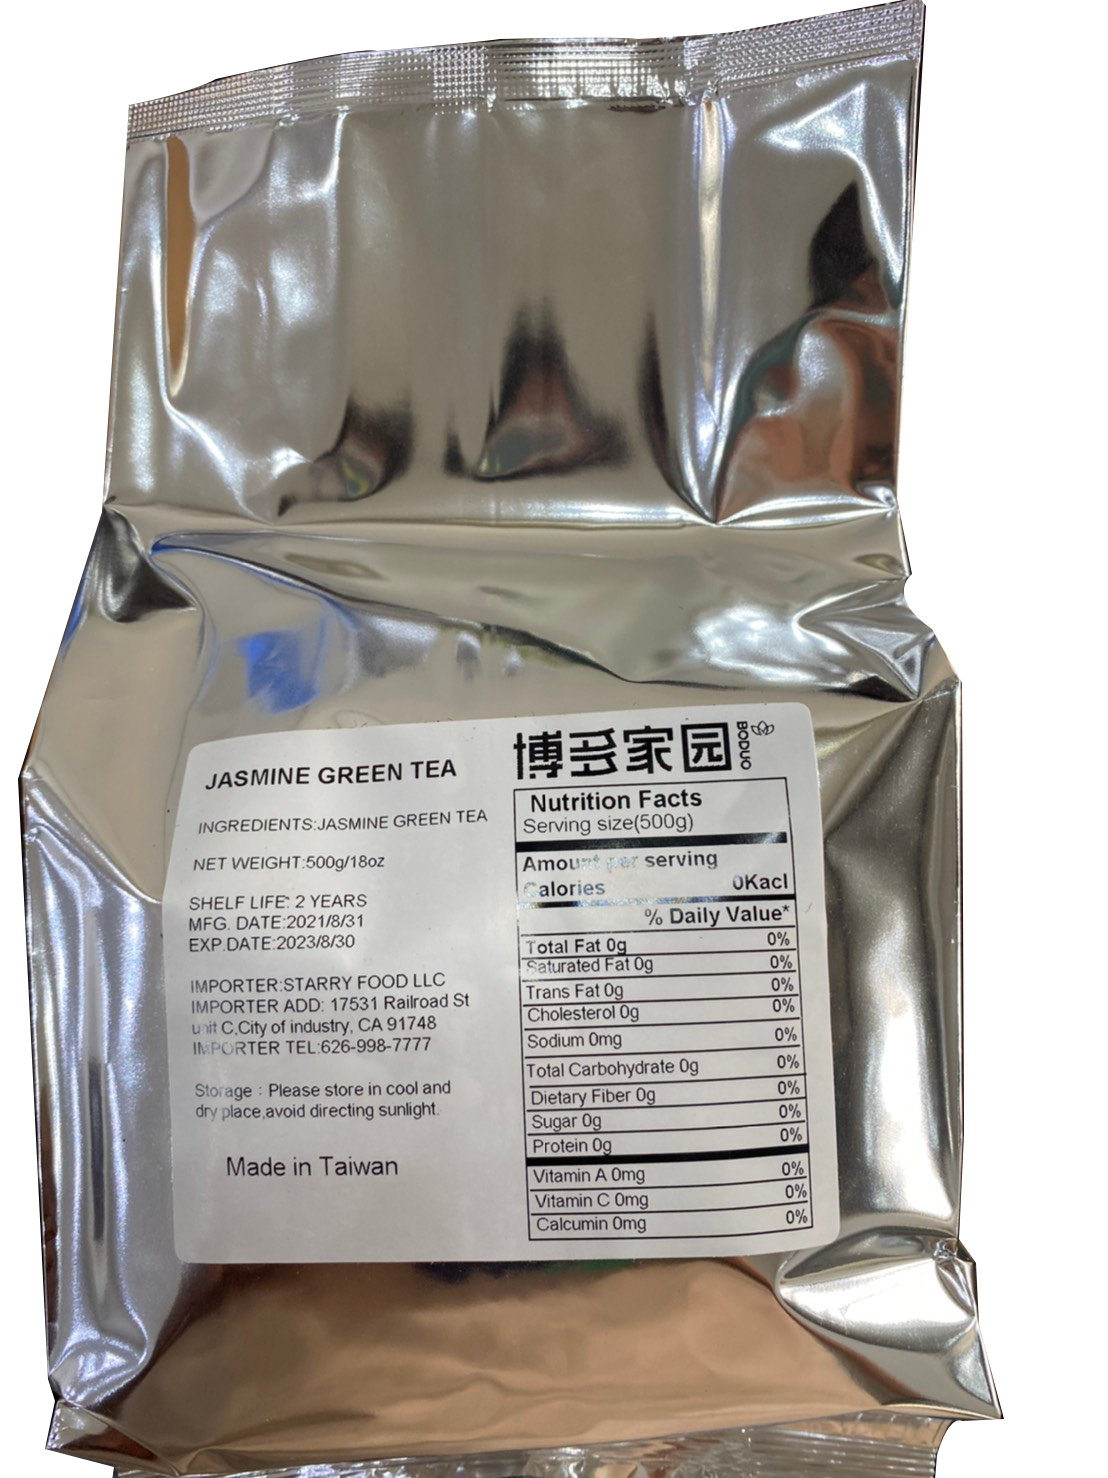 JASMINE GREEN TEA
INGREDIENTS:JASMINE GREEN TEA
NET WEIGHT:500g/18oz
SHELF LIFE: 2 YEARS
MFG. DATE:2021/8/31
EXP.DATE:2023/8/30
IMPORTER:STARRY FOOD LLC
IMPORTER ADD: 17531 Railroad St
unit C,City of industry, CA 91748
IMPORTER TEL:626-998-7777
Storage：Please store in cool and
dry place,avoid directing sunlight.
Made in Taiwan
博多家园 BODUO
Nutrition Facts
Serving size(500g)
Amount per serving
Calories 0Kacl
% Daily Value*
Total Fat 0g 0%
Saturated Fat 0g 0%
Trans Fat 0g 0%
Cholesterol 0g 0%
Sodium 0mg 0%
Total Carbohydrate 0g 0%
Dietary Fiber 0g 0%
Sugar 0g 0%
Protein 0g 0%
Vitamin A 0mg 0%
Vitamin C 0mg 0%
Calcumin 0mg 0%